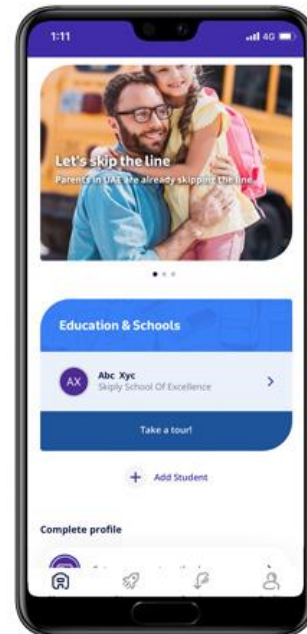 1:11
4G
Let's skip the line
Parents in UAE are already skipping the line.
Education & Schools
AX
Abc Xyc
Skiply School Of Excellence
Take a tour!
+ Add Student
Complete profile